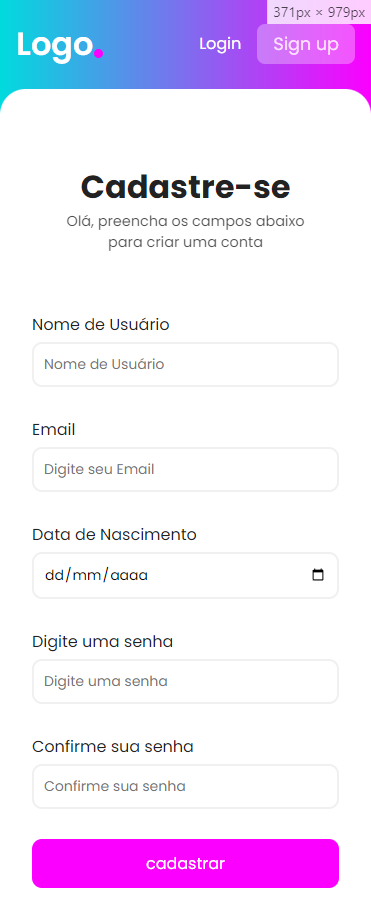 371px × 979px
Logo.
Login
Sign up
Cadastre-se
Olá, preencha os campos abaixo
para criar uma conta
Nome de Usuário
Nome de Usuário
Email
Digite seu Email
Data de Nascimento
dd/mm/aaaa
Digite uma senha
Digite uma senha
Confirme sua senha
Confirme sua senha
cadastrar